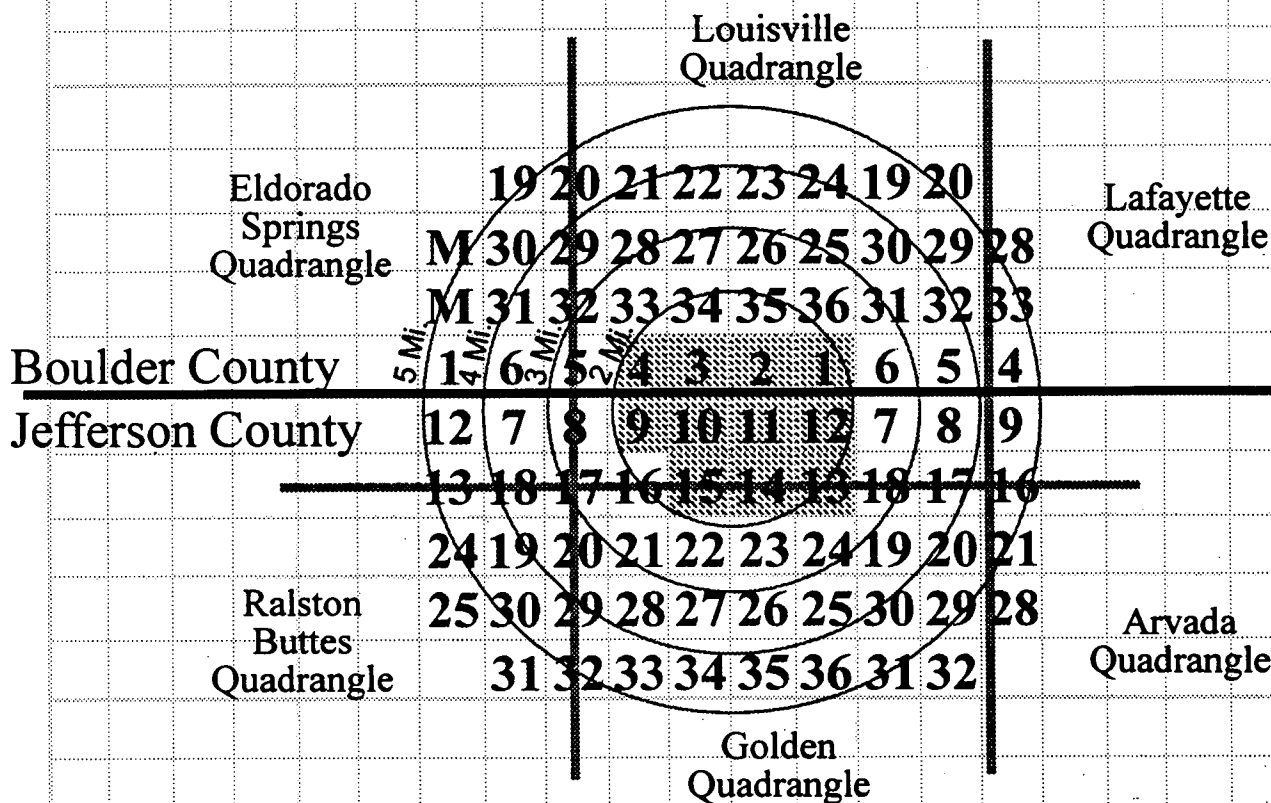 Louisville
Quadrangle
Eldorado
Springs
Quadrangle
Lafayette
Quadrangle
19 20 21 22 23 24 19 20
M 30 29 28 27 26 25 30 29 28
M 31 32 33 34 35 36 31 32 33
5 Mi. 4 Mi. 3 Mi. 2 Mi.
Boulder County
1 6 5 4 3 2 1 6 5 4
Jefferson County
12 7 8 9 10 11 12 7 8 9
13 18 17 16 15 14 13 18 17 16
24 19 20 21 22 23 24 19 20 21
25 30 29 28 27 26 25 30 29 28
31 32 33 34 35 36 31 32
Ralston
Buttes
Quadrangle
Arvada
Quadrangle
Golden
Quadrangle